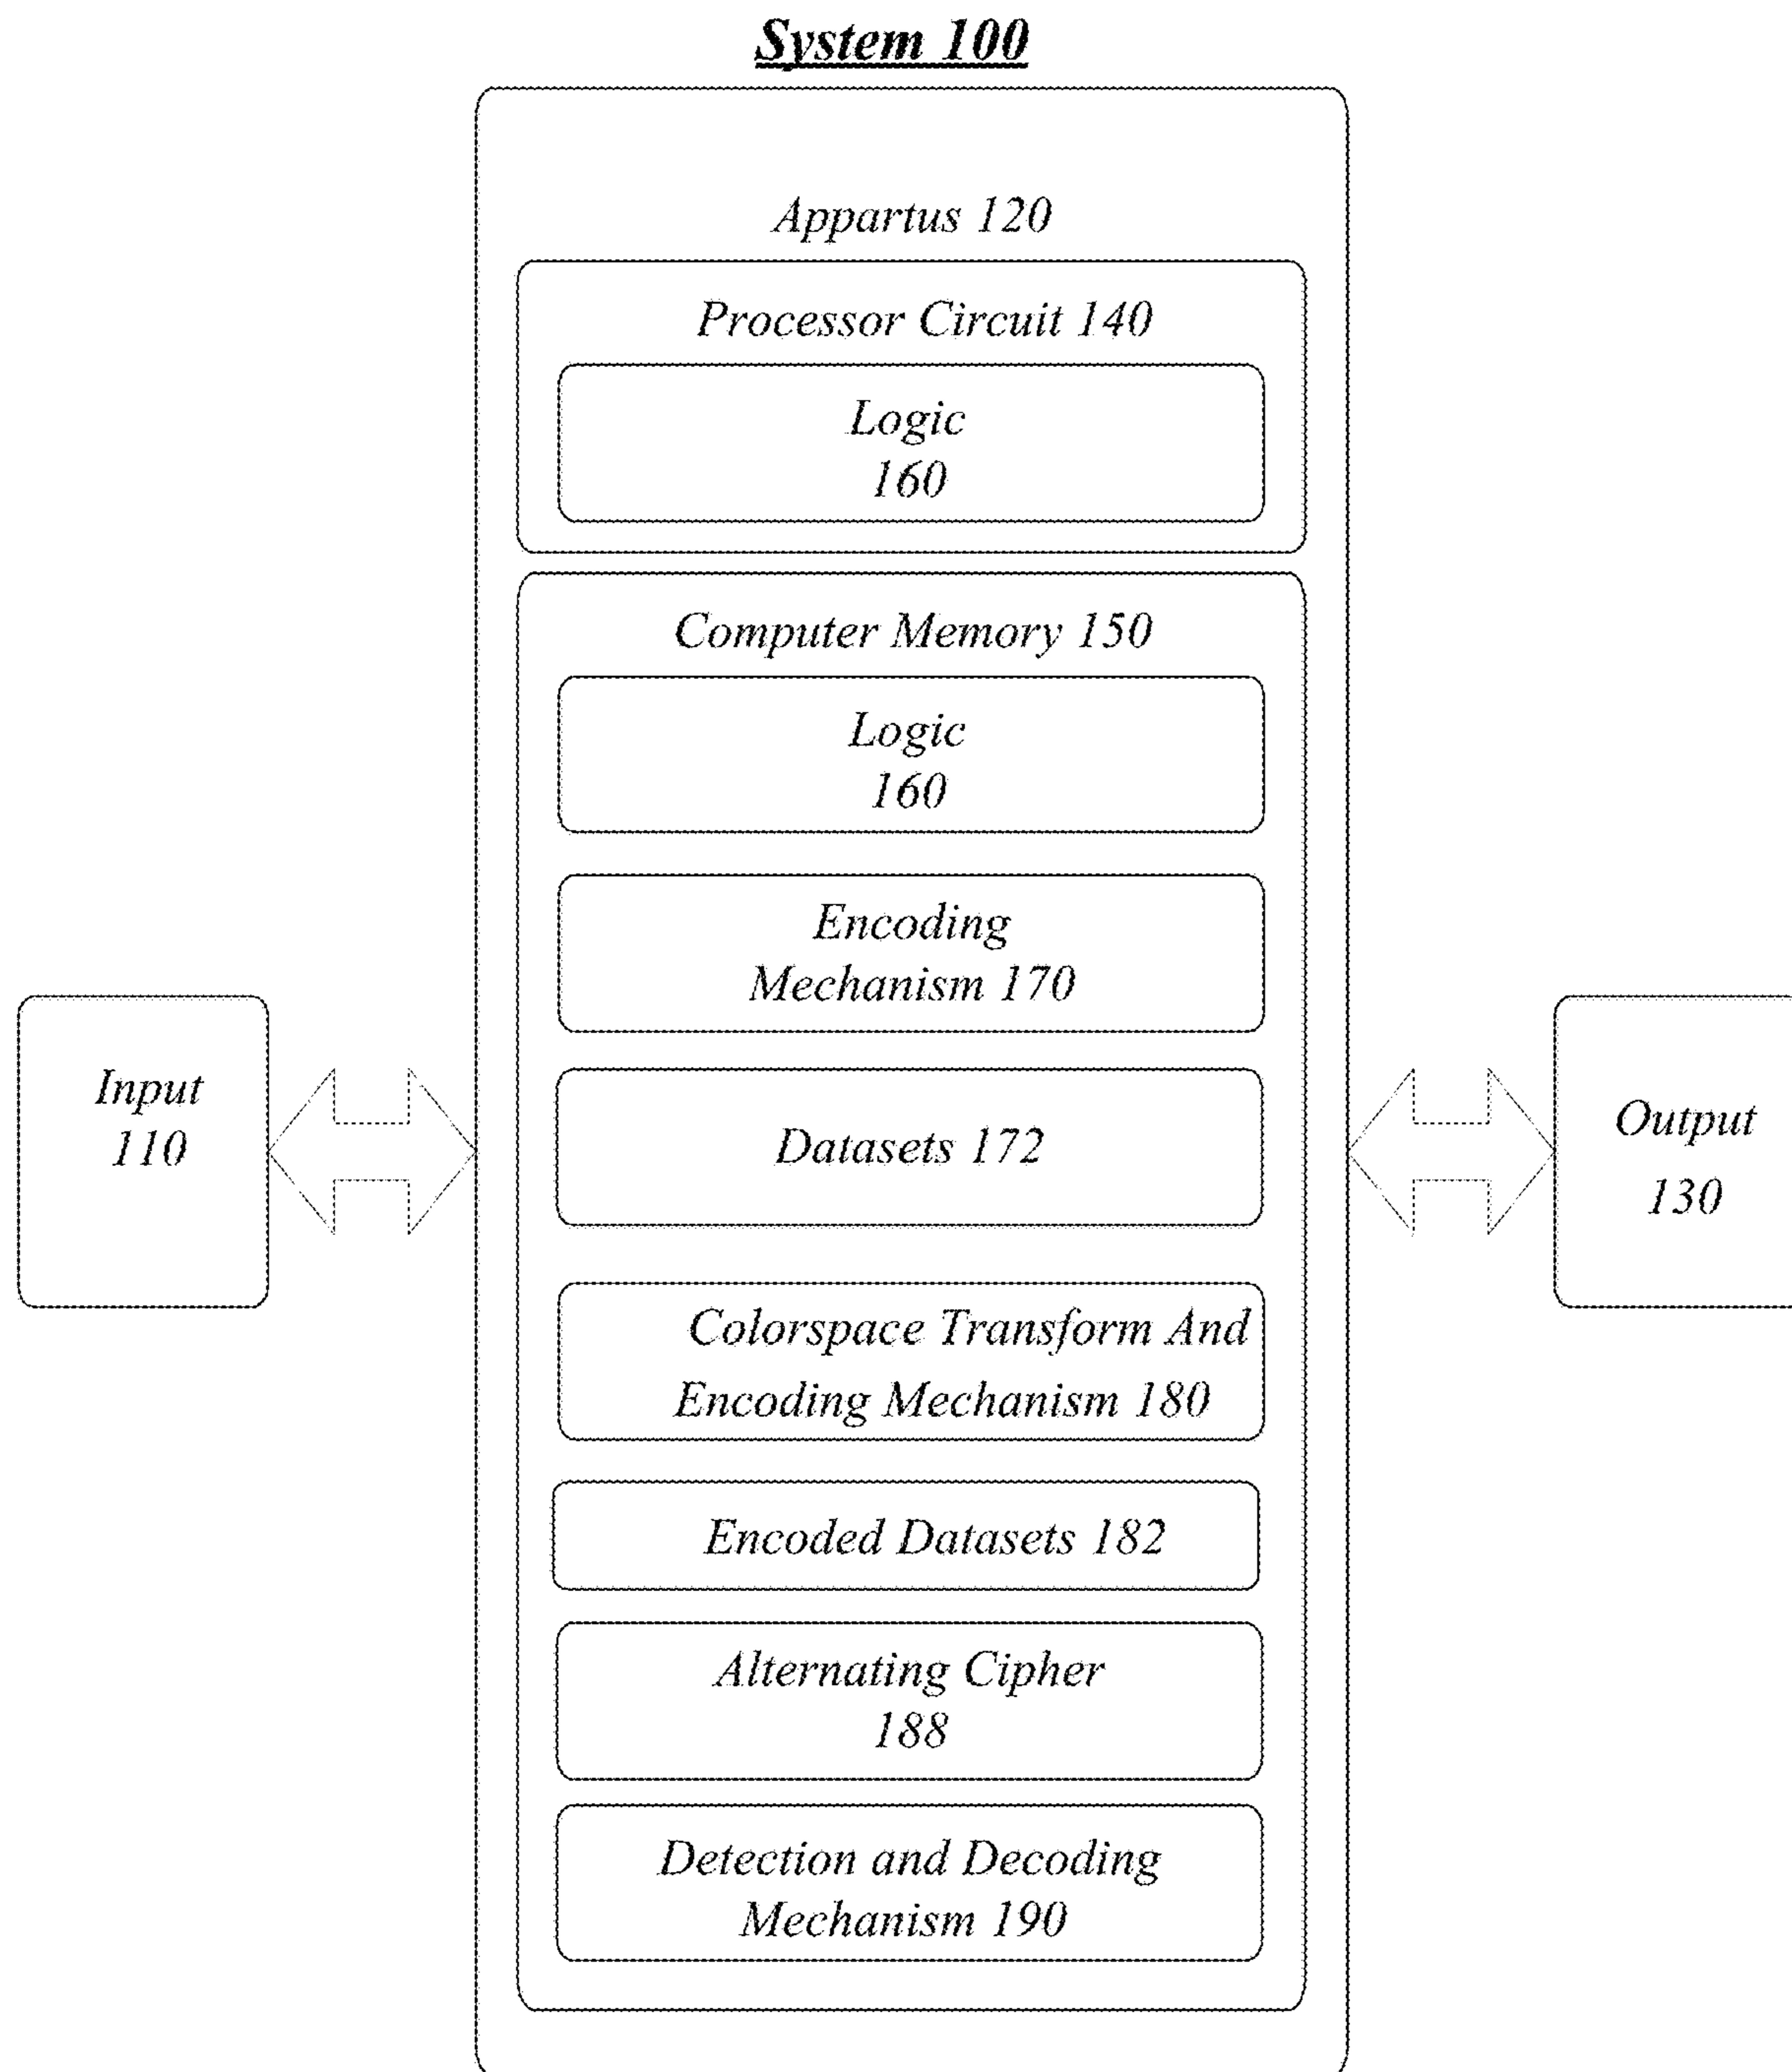 System 100
Appartus 120
Processor Circuit 140
Logic
160
Computer Memory 150
Logic
160
Encoding
Mechanism 170
Input
110
Datasets 172
Output
130
Colorspace Transform And
Encoding Mechanism 180
Encoded Datasets 182
Alternating Cipher
188
Detection and Decoding
Mechanism 190